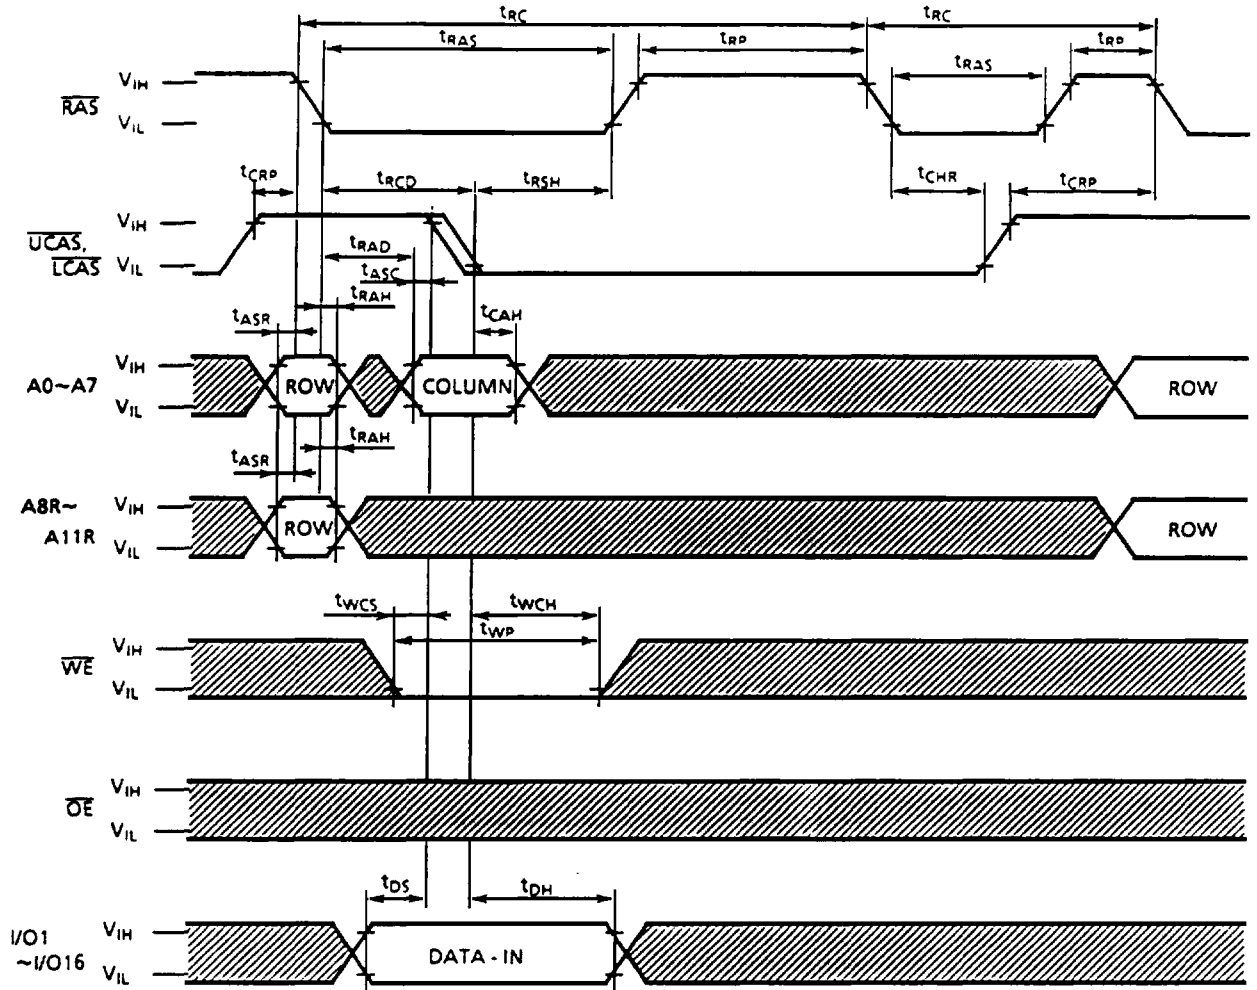 tRC tRC
tRAS tRP tRAS tRP
RAS VIH
VIL
tCRP tRCD tRSH tCHR tCRP
UCAS, VIH
LCAS VIL
tRAD
tASC
tRAH
tASR tCAH
A0~A7 VIH
VIL
ROW COLUMN ROW
tRAH
tASR
A8R~ VIH
A11R VIL
ROW ROW
tWCS tWCH
tWP
WE VIH
VIL
OE VIH
VIL
tDS tDH
I/O1 VIH
~I/O16 VIL
DATA - IN